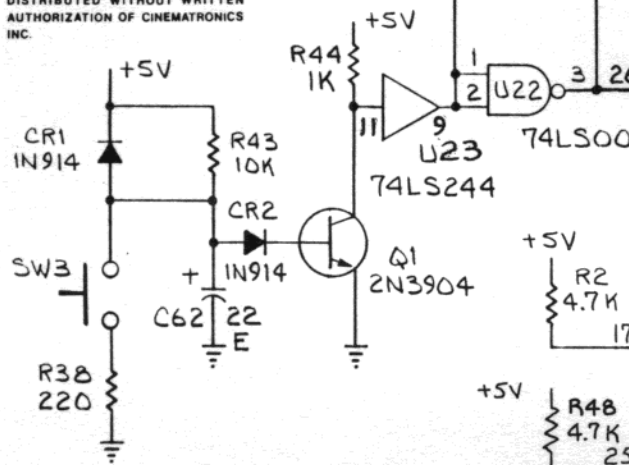 DISTRIBUTED WITHOUT WRITTEN
AUTHORIZATION OF CINEMATRONICS
INC.
+5V
CR1
1N914
R43
10K
SW3
R38
220
CR2
1N914
+
C62 22
E
+5V
R44
1K
11
9
U23
74LS244
Q1
2N3904
1
2
U22
3
26
74LS00
+5V
R2
4.7K
17
+5V
R48
4.7K
25